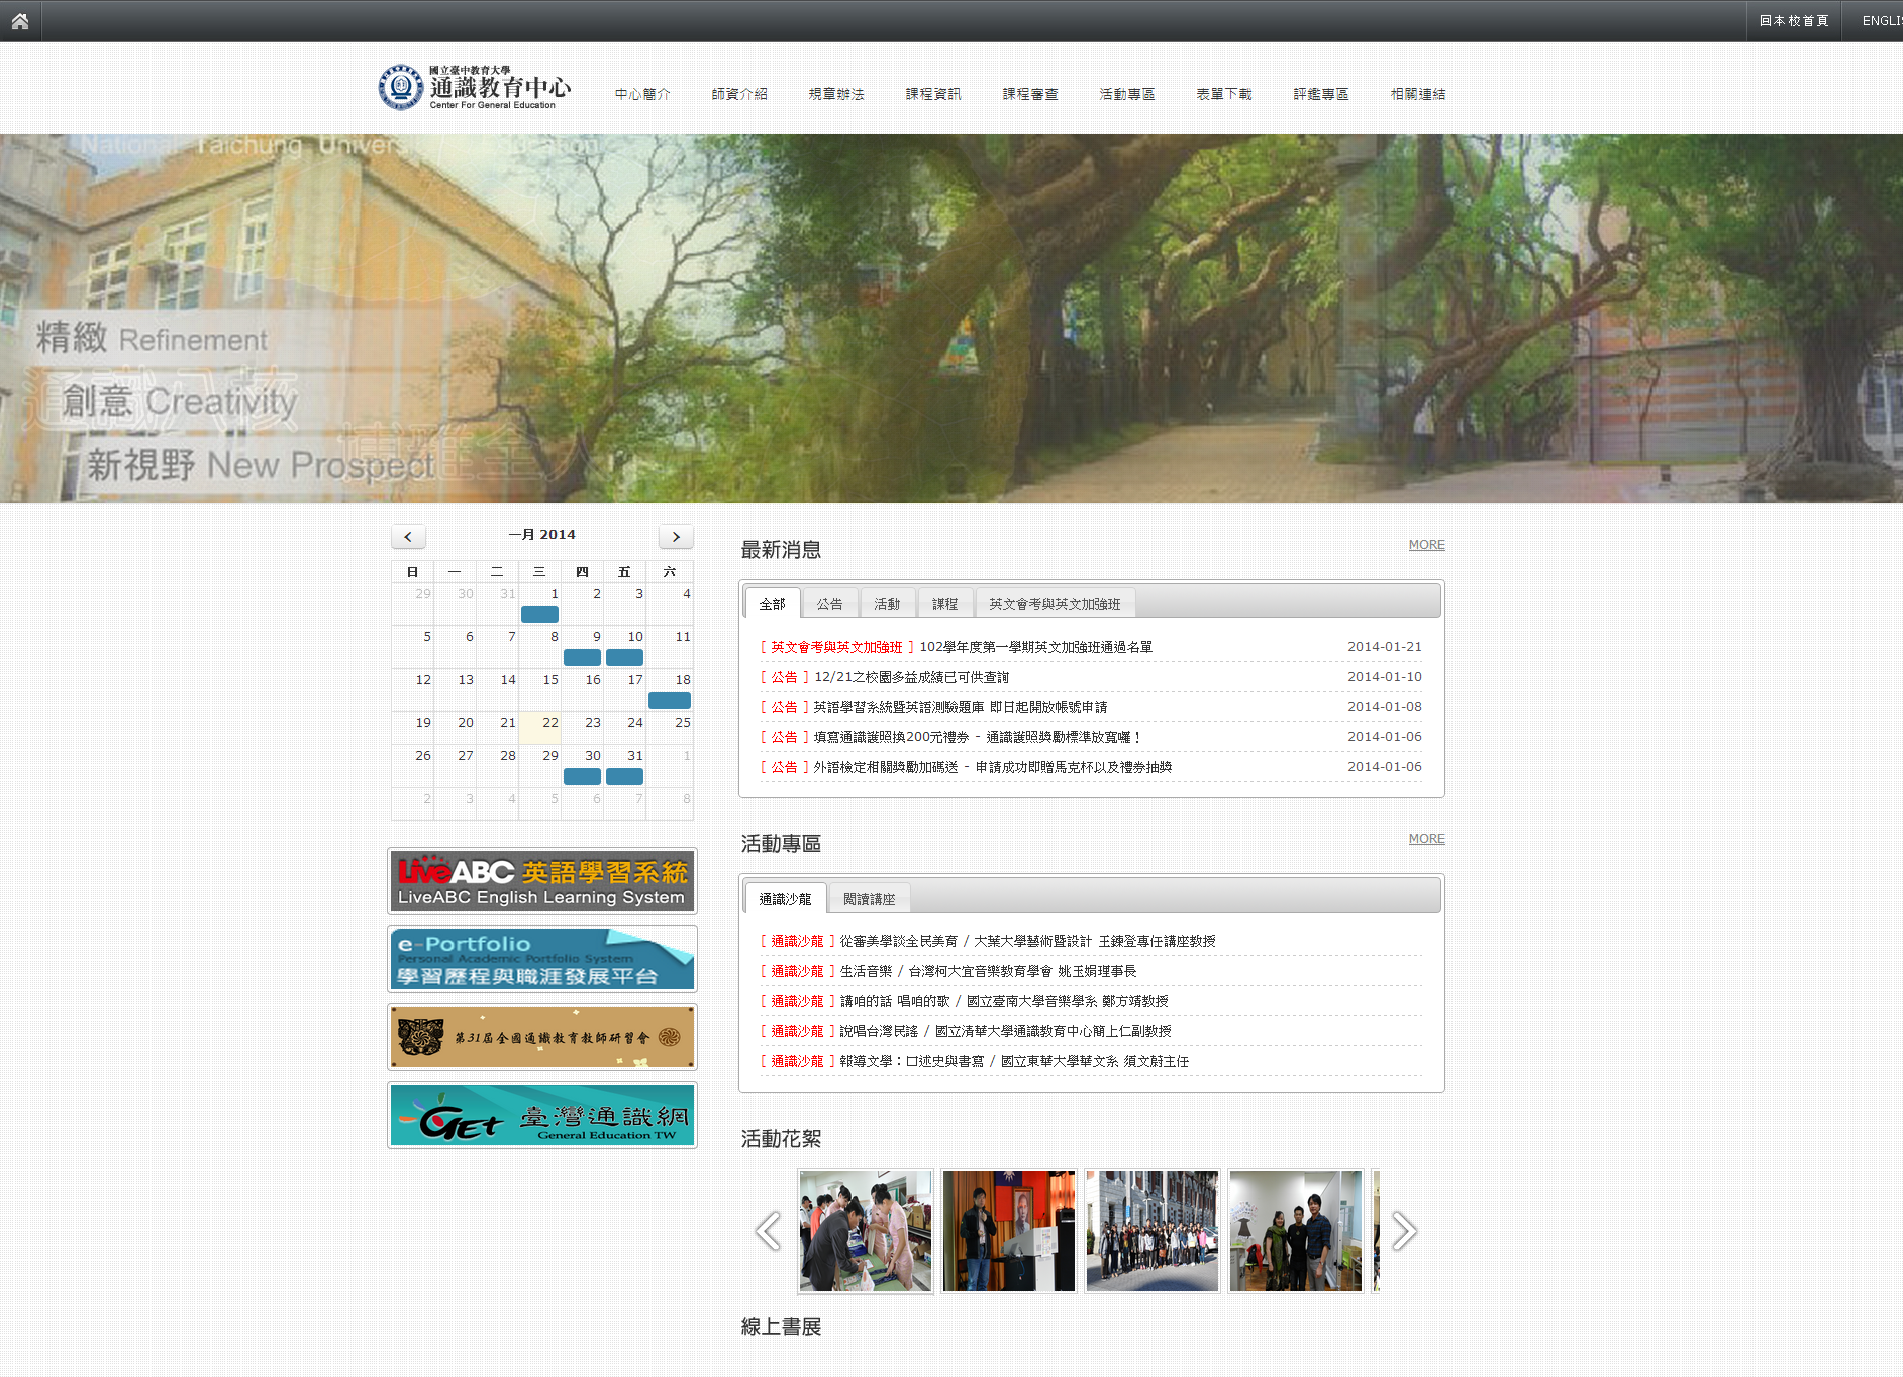 回本校首頁
ENGLIS
國立臺中教育大學
通識教育中心
Center For General Education
中心簡介
師資介紹
規章辦法
課程資訊
課程審查
活動專區
表單下載
評鑑專區
相關連結
National Taichung Univers Education
精緻 Refinement
通識八核
創意 Creativity
博雅全
新視野 New Prospect
一月 2014
日 一 二 三 四 五 六
29 30 31 1 2 3 4
5 6 7 8 9 10 11
12 13 14 15 16 17 18
19 20 21 22 23 24 25
26 27 28 29 30 31 1
2 3 4 5 6 7 8
LiveABC 英語學習系統
LiveABC English Learning System
e-Portfolio
Personal Academic Portfolio System
學習歷程與職涯發展平台
第31屆全國通識教育教師研習會
GET 臺灣通識網
General Education TW
最新消息
MORE
全部 公告 活動 課程 英文會考與英文加強班
[ 英文會考與英文加強班 ] 102學年度第一學期英文加強班通過名單 2014-01-21
[ 公告 ] 12/21之校園多益成績已可供查詢 2014-01-10
[ 公告 ] 英語學習系統暨英語測驗題庫 即日起開放帳號申請 2014-01-08
[ 公告 ] 填寫通識護照換200元禮券 - 通識護照獎勵標準放寬囉！ 2014-01-06
[ 公告 ] 外語檢定相關獎勵加碼送 - 申請成功即贈馬克杯以及禮券抽獎 2014-01-06
活動專區
MORE
通識沙龍 閱讀講座
[ 通識沙龍 ] 從審美學談全民美育 / 大葉大學藝術暨設計 王鍊登專任講座教授
[ 通識沙龍 ] 生活音樂 / 台灣柯大宜音樂教育學會 姚玉娟理事長
[ 通識沙龍 ] 講咱的話 唱咱的歌 / 國立臺南大學音樂學系 鄭方靖教授
[ 通識沙龍 ] 說唱台灣民謠 / 國立清華大學通識教育中心簡上仁副教授
[ 通識沙龍 ] 報導文學：口述史與書寫 / 國立東華大學華文系 須文蔚主任
活動花絮
線上書展